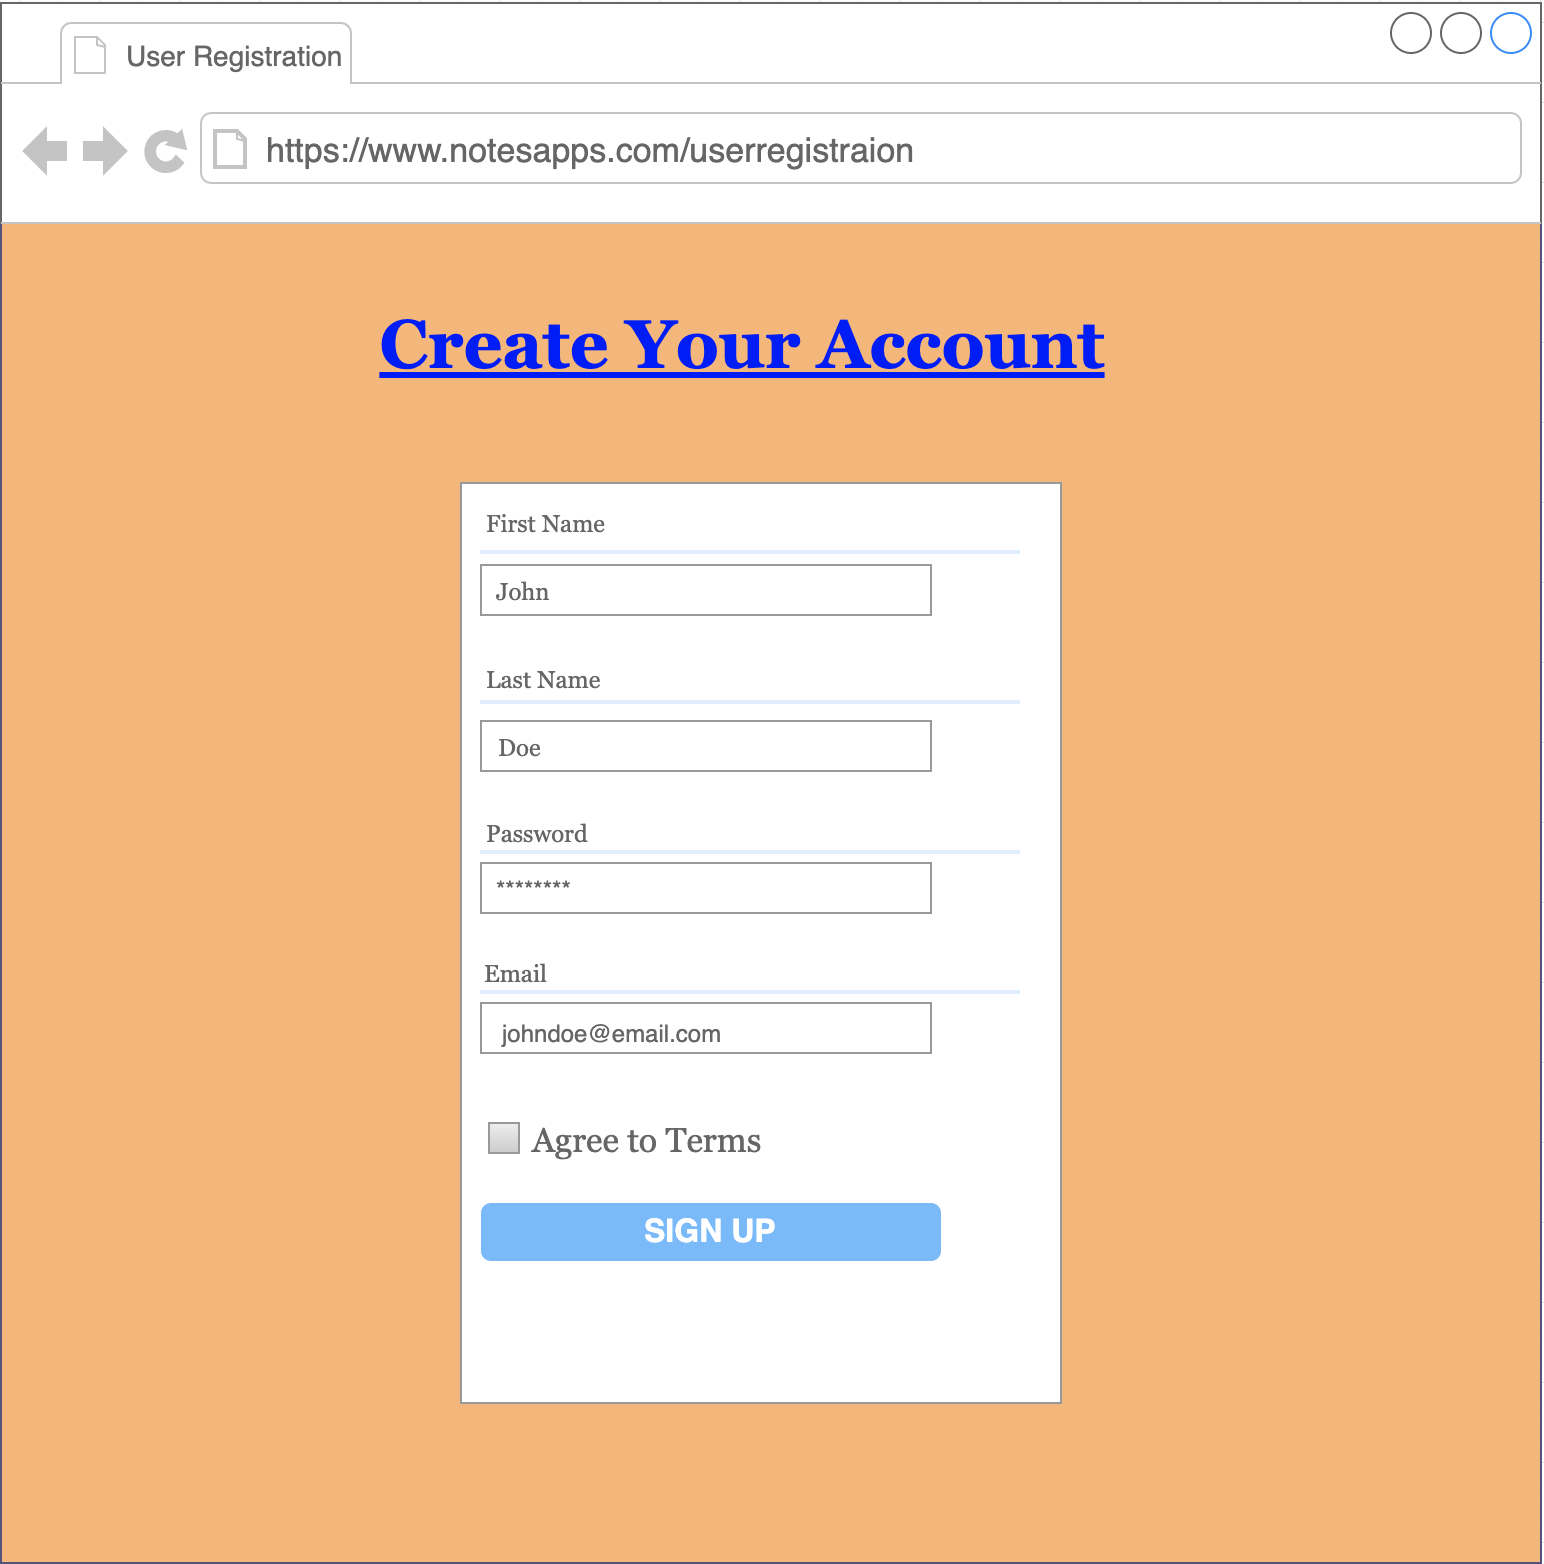 User Registration
https://www.notesapps.com/userregistraion
Create Your Account
First Name
John
Last Name
Doe
Password
********
Email
johndoe@email.com
Agree to Terms
SIGN UP